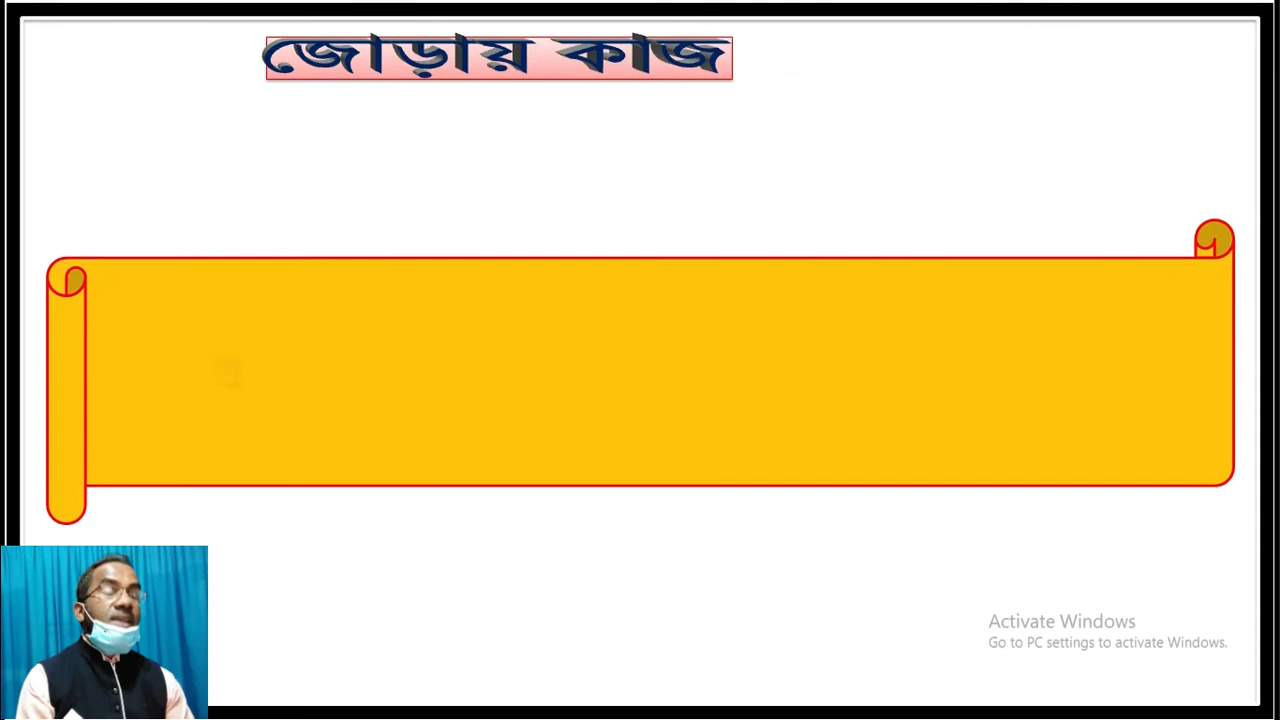 জোড়ায় কাজ
Activate Windows
Go to PC settings to activate Windows.